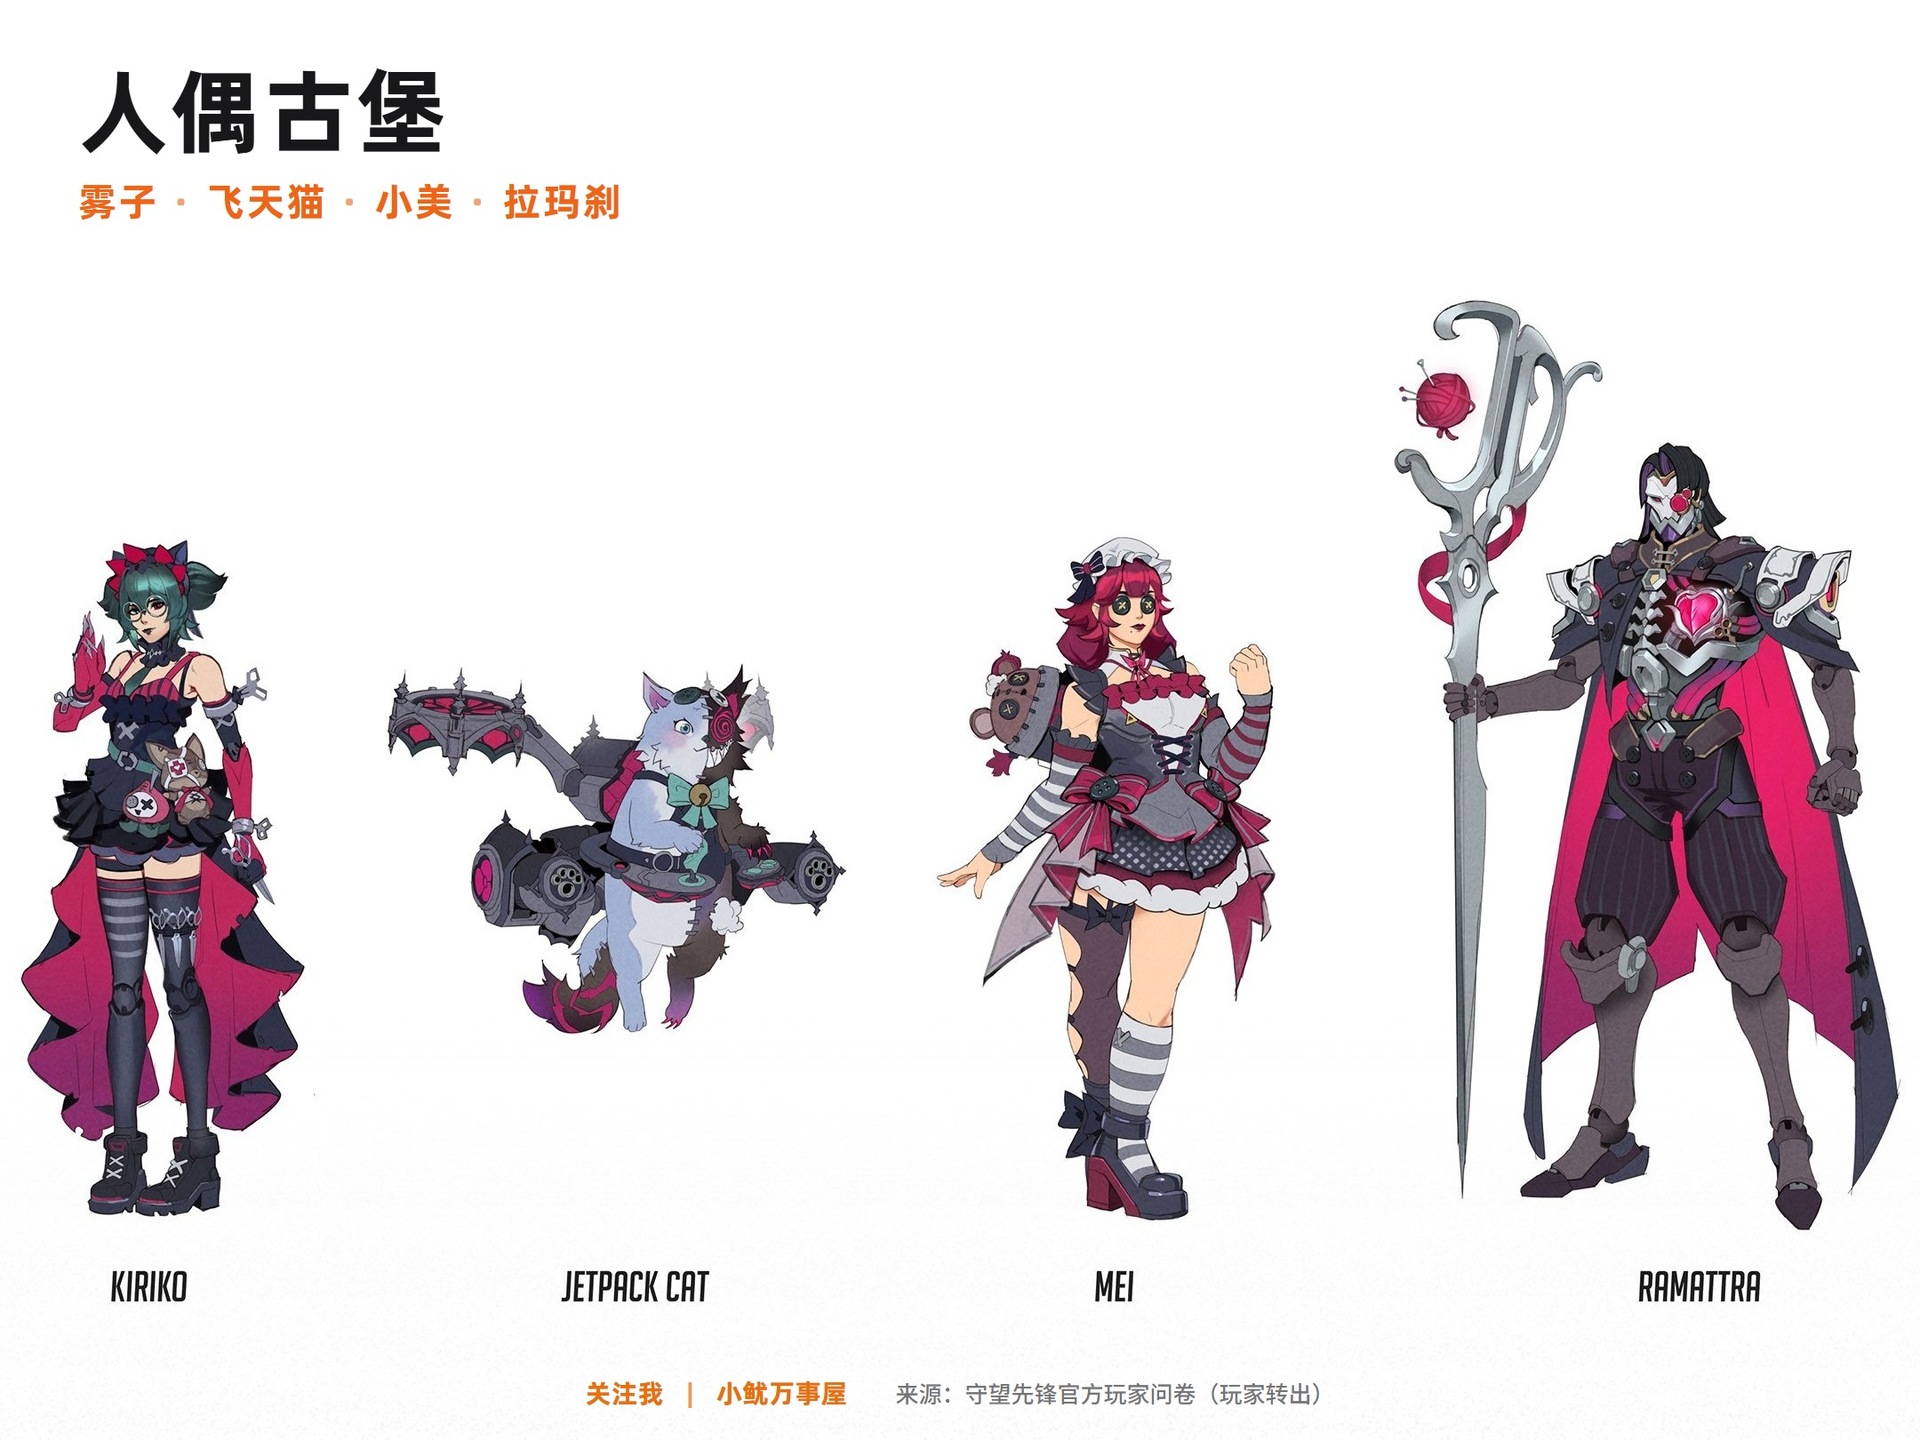 人偶古堡
雾子 · 飞天猫 · 小美 · 拉玛刹
KIRIKO
JETPACK CAT
MEI
RAMATTRA
关注我 | 小鱿万事屋 来源：守望先锋官方玩家问卷（玩家转出）